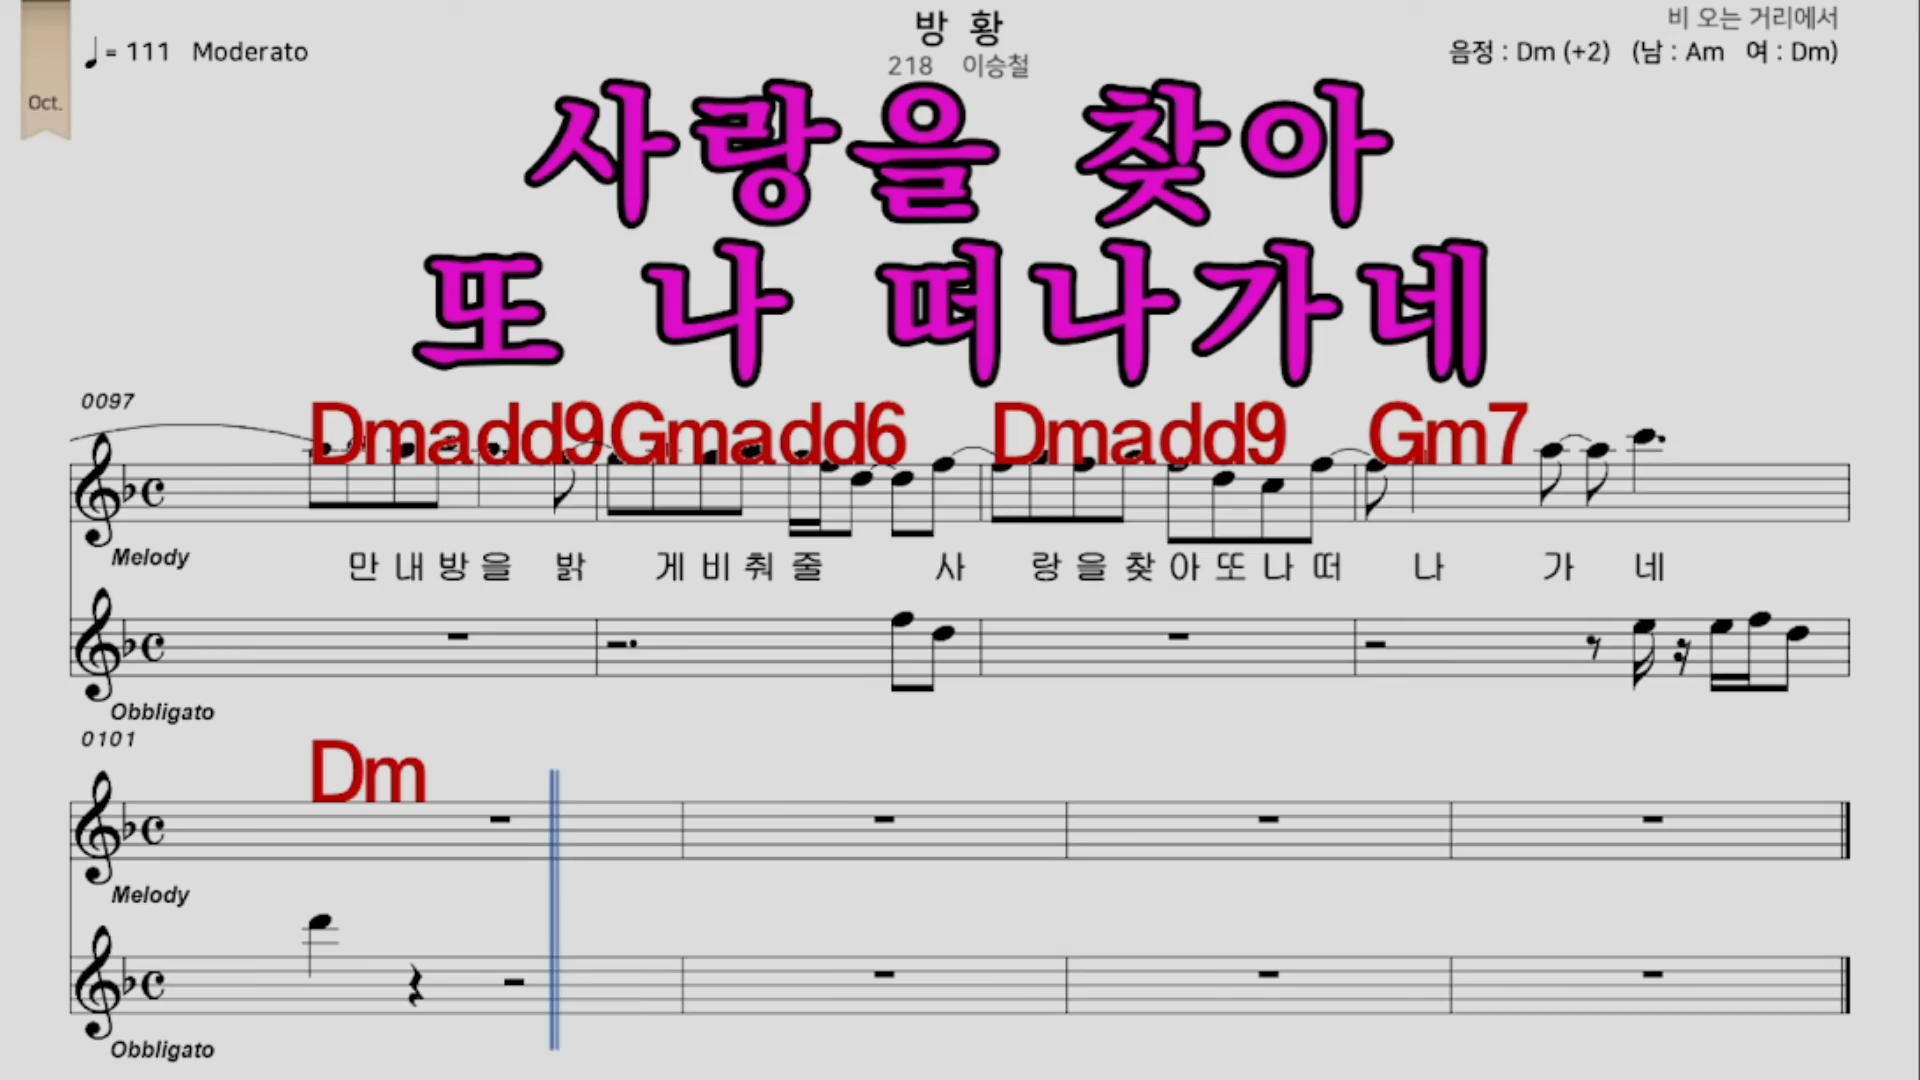 방 황
비 오는 거리에서
♩= 111 Moderato
218 이승철
음정 : Dm (+2) (남 : Am 여 : Dm)
Oct.
사랑을 찾아
또 나 떠나가네
0097
Dmadd9 Gmadd6 Dmadd9 Gm7
Melody
만 내 방 을 밝 게 비 춰 줄 사 랑 을 찾 아 또 나 떠 나 가 네
Obbligato
0101
Dm
Melody
Obbligato